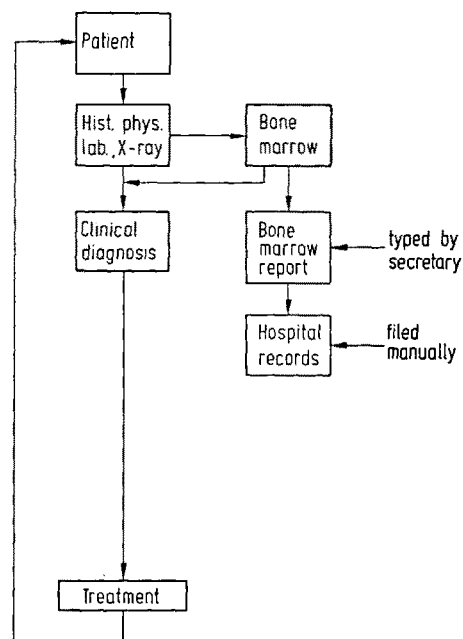 Patient
Hist. phys.
lab., X-ray
Bone
marrow
Clinical
diagnosis
Bone
marrow
report
typed by
secretary
Hospital
records
filed
manually
Treatment